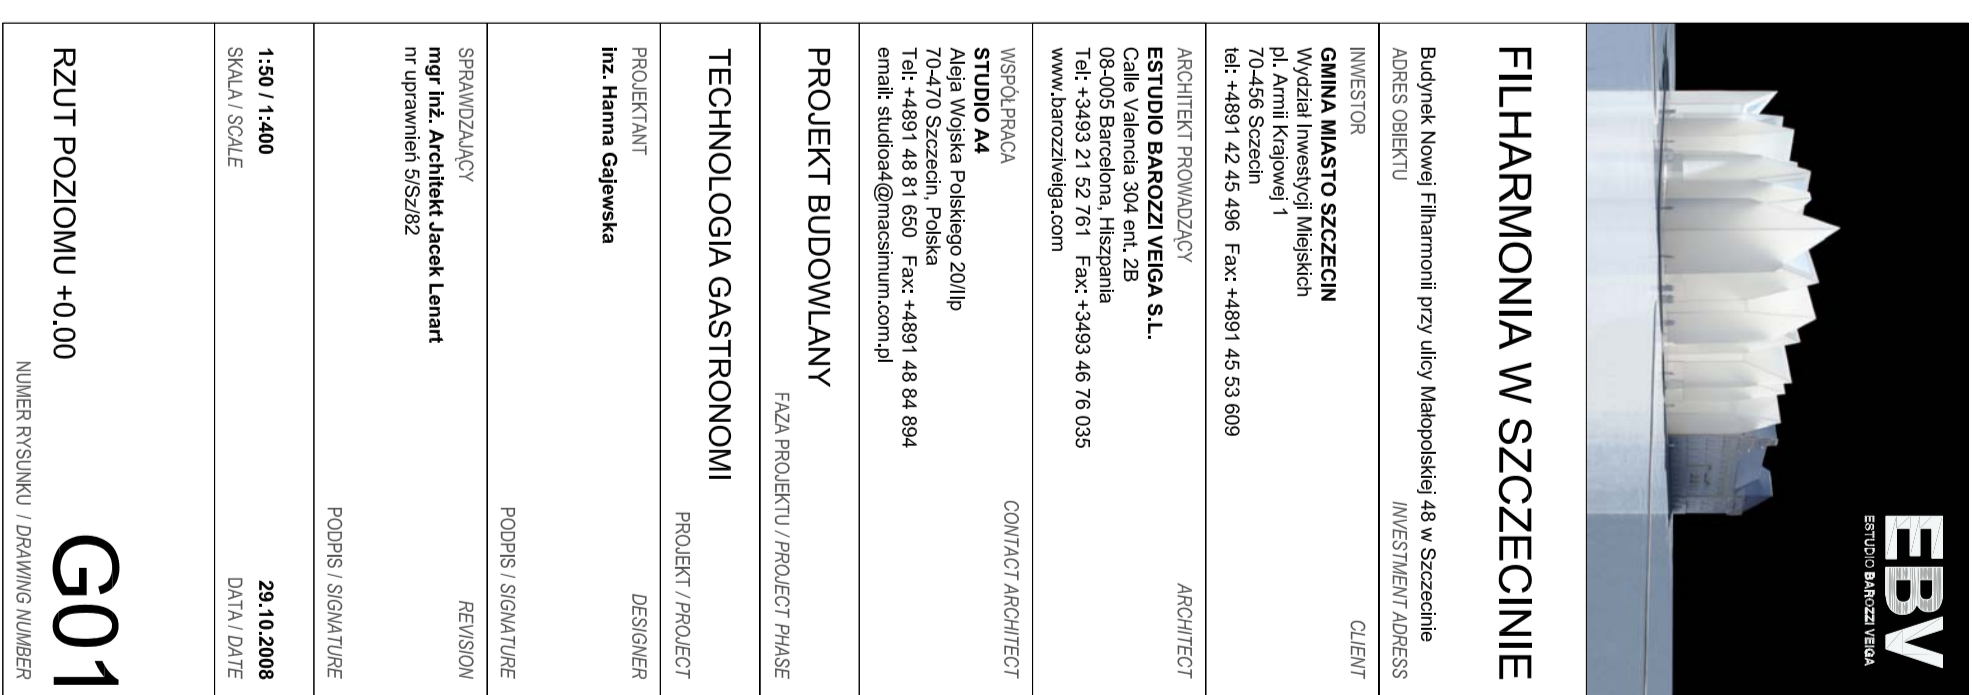 EBV
ESTUDIO BAROZZI VEIGA
FILHARMONIA W SZCZECINIE
Budynek Nowej Filharmonii przy ulicy Małopolskiej 48 w Szczecinie
ADRES OBIEKTU INVESTMENT ADRESS
INWESTOR CLIENT
GMINA MIASTO SZCZECIN
Wydział Inwestycji Miejskich
pl. Armii Krajowej 1
70-456 Sczecin
tel: +4891 42 45 496 Fax: +4891 45 53 609
ARCHITEKT PROWADZĄCY ARCHITECT
ESTUDIO BAROZZI VEIGA S.L.
Calle Valencia 304 ent. 2B
08-005 Barcelona, Hiszpania
Tel: +3493 21 52 761 Fax: +3493 46 76 035
www.barozziveiga.com
WSPÓŁPRACA CONTACT ARCHITECT
STUDIO A4
Aleja Wojska Polskiego 20/IIp
70-470 Szczecin, Polska
Tel: +4891 48 81 650 Fax: +4891 48 84 894
email: studioa4@macsimum.com.pl
PROJEKT BUDOWLANY
FAZA PROJEKTU / PROJECT PHASE
TECHNOLOGIA GASTRONOMI
PROJEKT / PROJECT
PROJEKTANT DESIGNER
inz. Hanna Gajewska
PODPIS / SIGNATURE
SPRAWDZAJĄCY REVISION
mgr inż. Architekt Jacek Lenart
nr uprawnień 5/Sz/82
PODPIS / SIGNATURE
1:50 / 1:400 29.10.2008
SKALA / SCALE DATA / DATE
RZUT POZIOMU +0.00 G01
NUMER RYSUNKU / DRAWING NUMBER